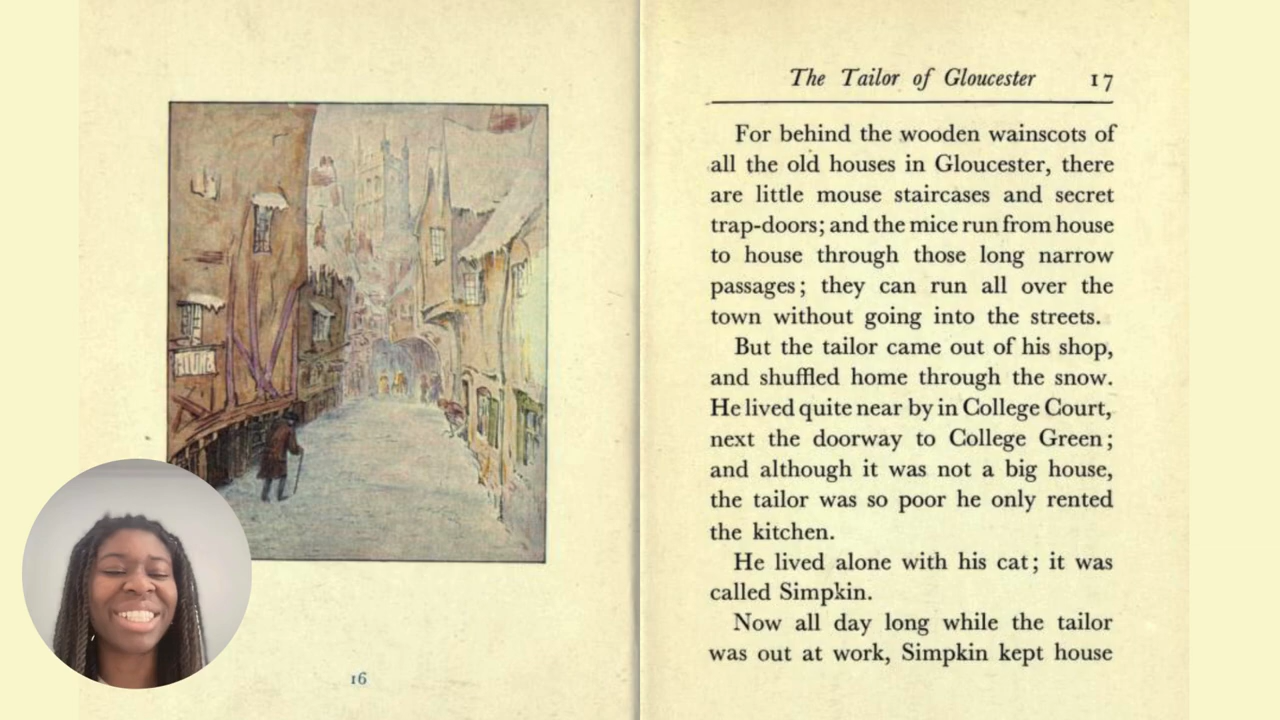 16
The Tailor of Gloucester 17
For behind the wooden wainscots of
all the old houses in Gloucester, there
are little mouse staircases and secret
trap-doors; and the mice run from house
to house through those long narrow
passages; they can run all over the
town without going into the streets.
But the tailor came out of his shop,
and shuffled home through the snow.
He lived quite near by in College Court,
next the doorway to College Green;
and although it was not a big house,
the tailor was so poor he only rented
the kitchen.
He lived alone with his cat; it was
called Simpkin.
Now all day long while the tailor
was out at work, Simpkin kept house